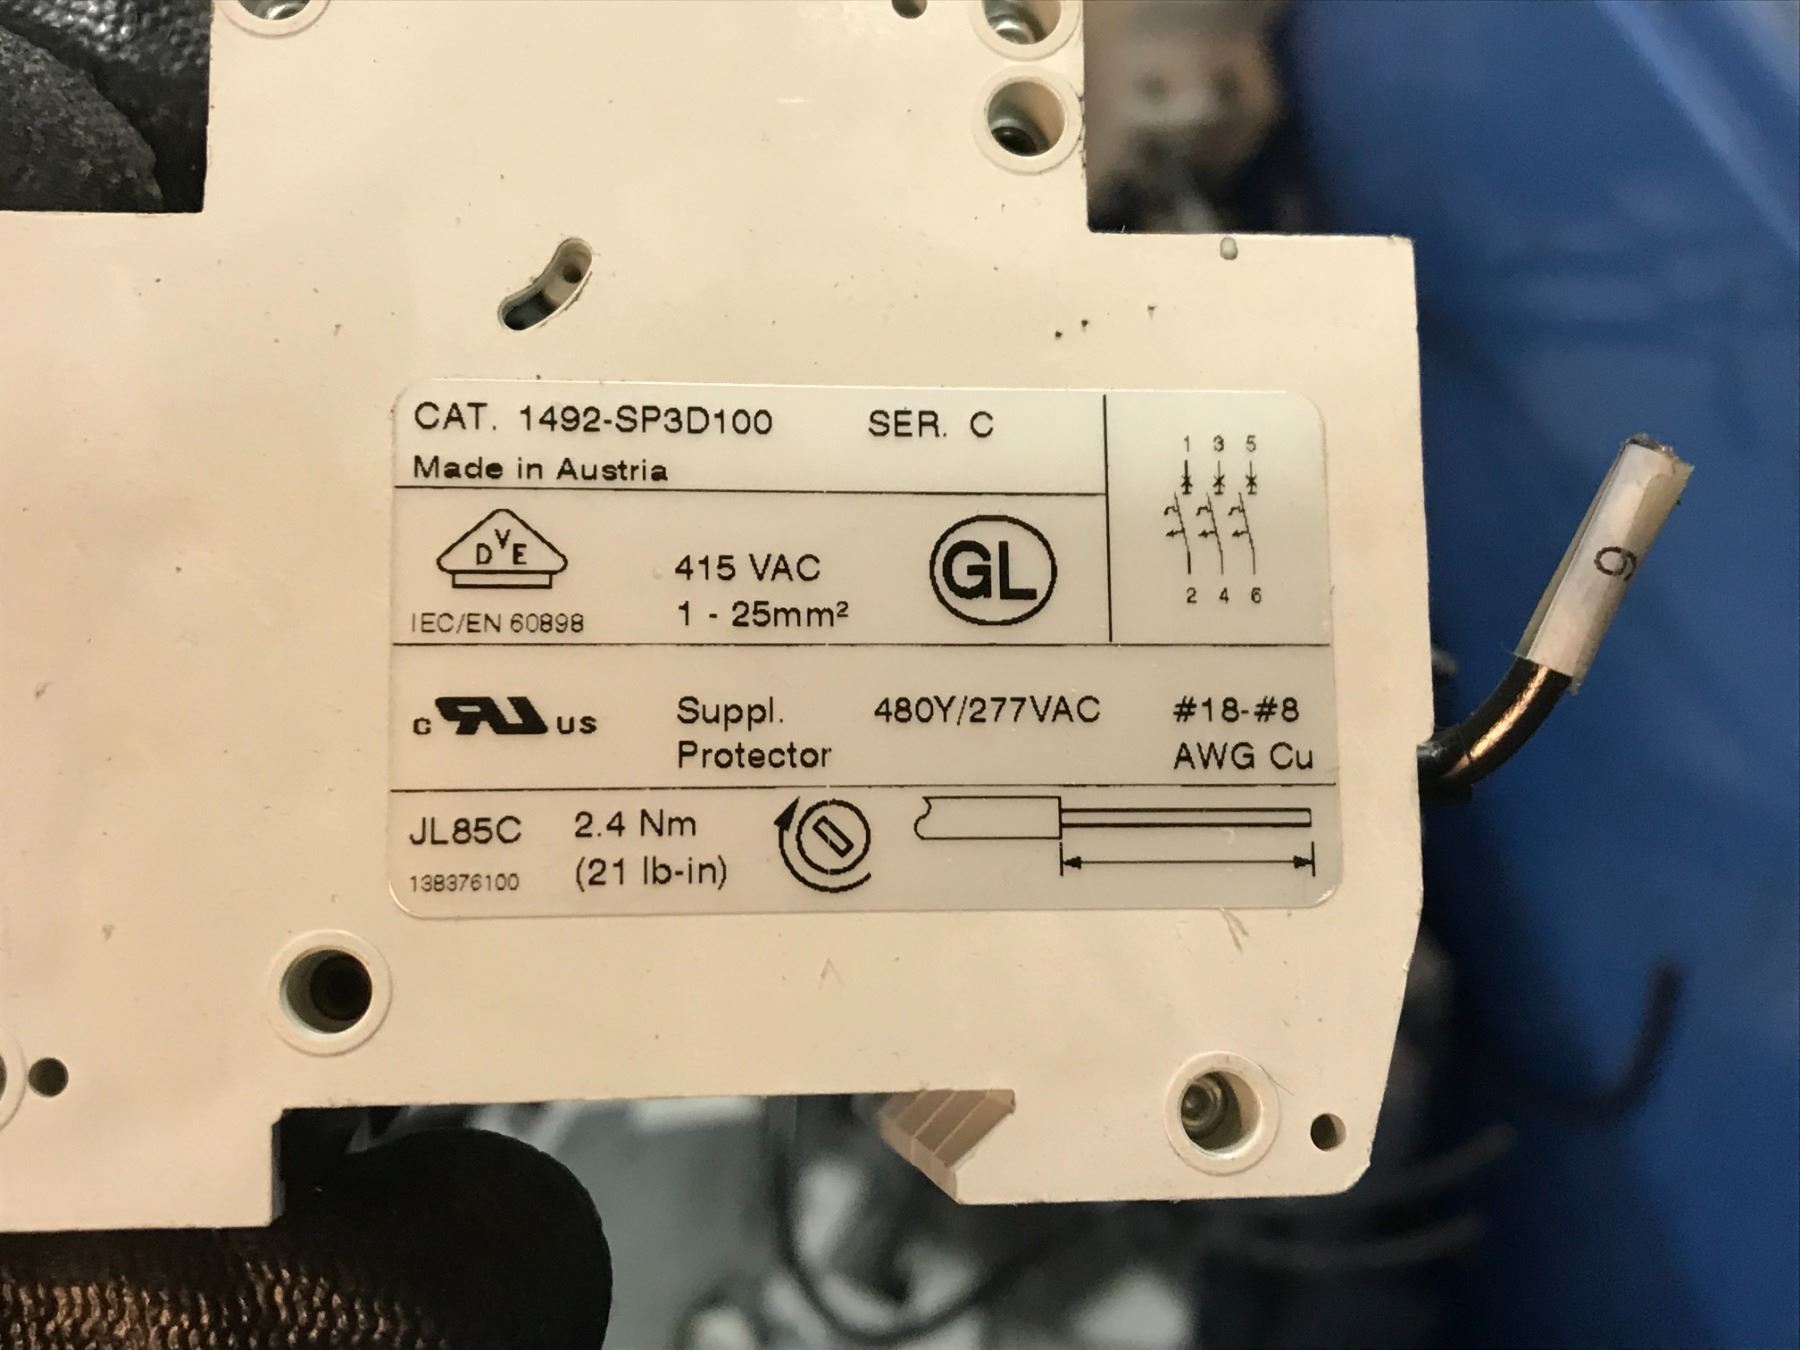 CAT. 1492-SP3D100 SER. C
Made in Austria
1 3 5
DVE
415 VAC
GL
IEC/EN 60898
1 - 25mm²
2 4 6
c RU US
Suppl. 480Y/277VAC #18-#8
Protector AWG Cu
JL85C 2.4 Nm
138376100 (21 lb-in)
6